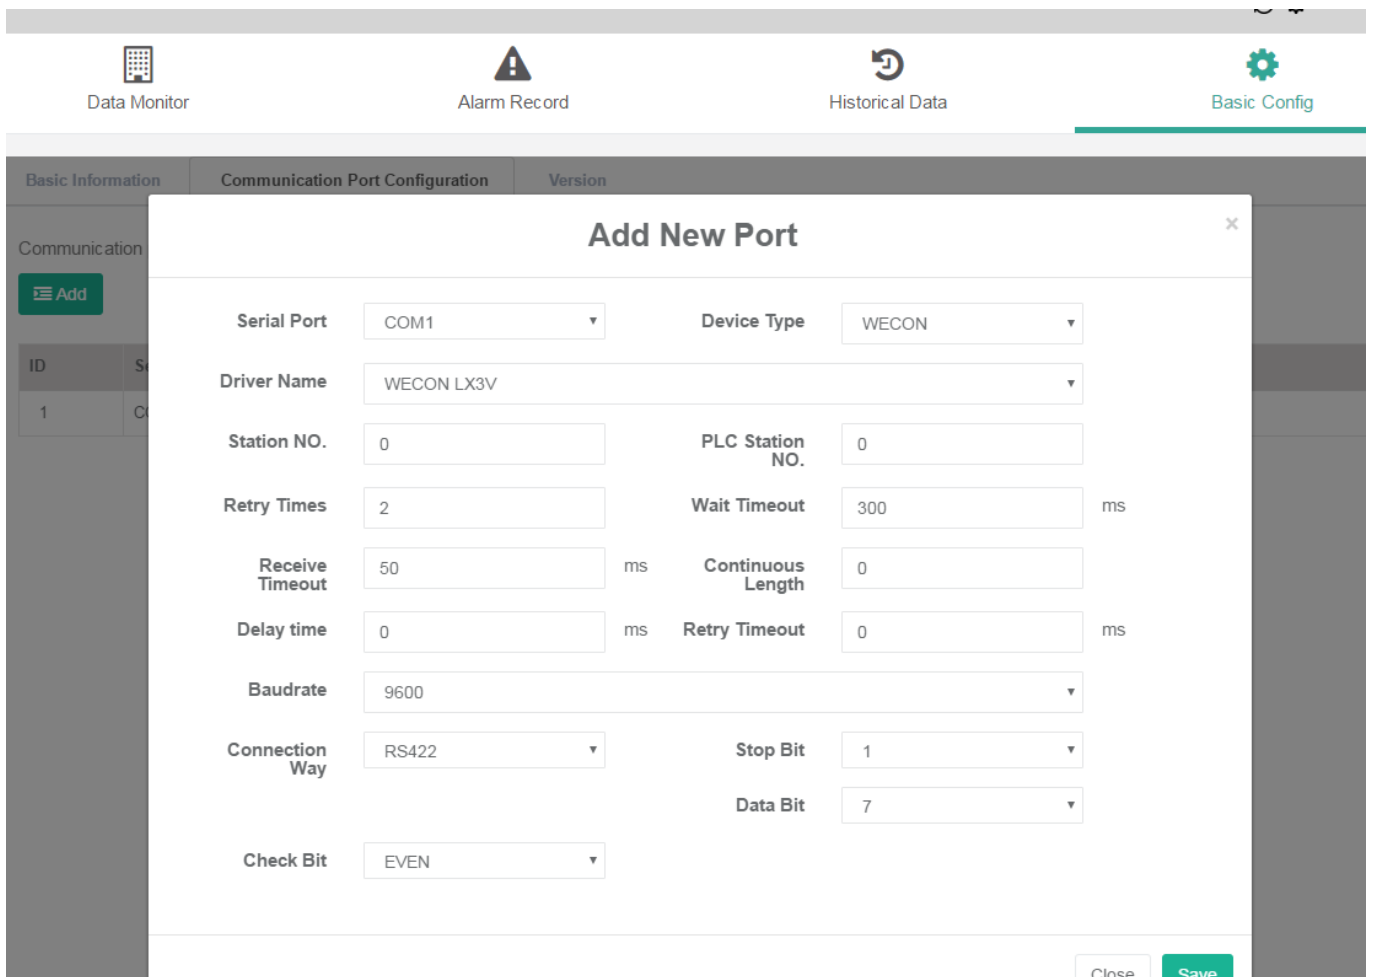 Data Monitor
Alarm Record
Historical Data
Basic Config
Basic Information
Communication Port Configuration
Version
Communication
Add
ID
1
Add New Port
×
Serial Port
COM1
Device Type
WECON
Driver Name
WECON LX3V
Station NO.
0
PLC Station
NO.
0
Retry Times
2
Wait Timeout
300
ms
Receive
Timeout
50
ms
Continuous
Length
0
Delay time
0
ms
Retry Timeout
0
ms
Baudrate
9600
Connection
Way
RS422
Stop Bit
1
Data Bit
7
Check Bit
EVEN
Close
Save